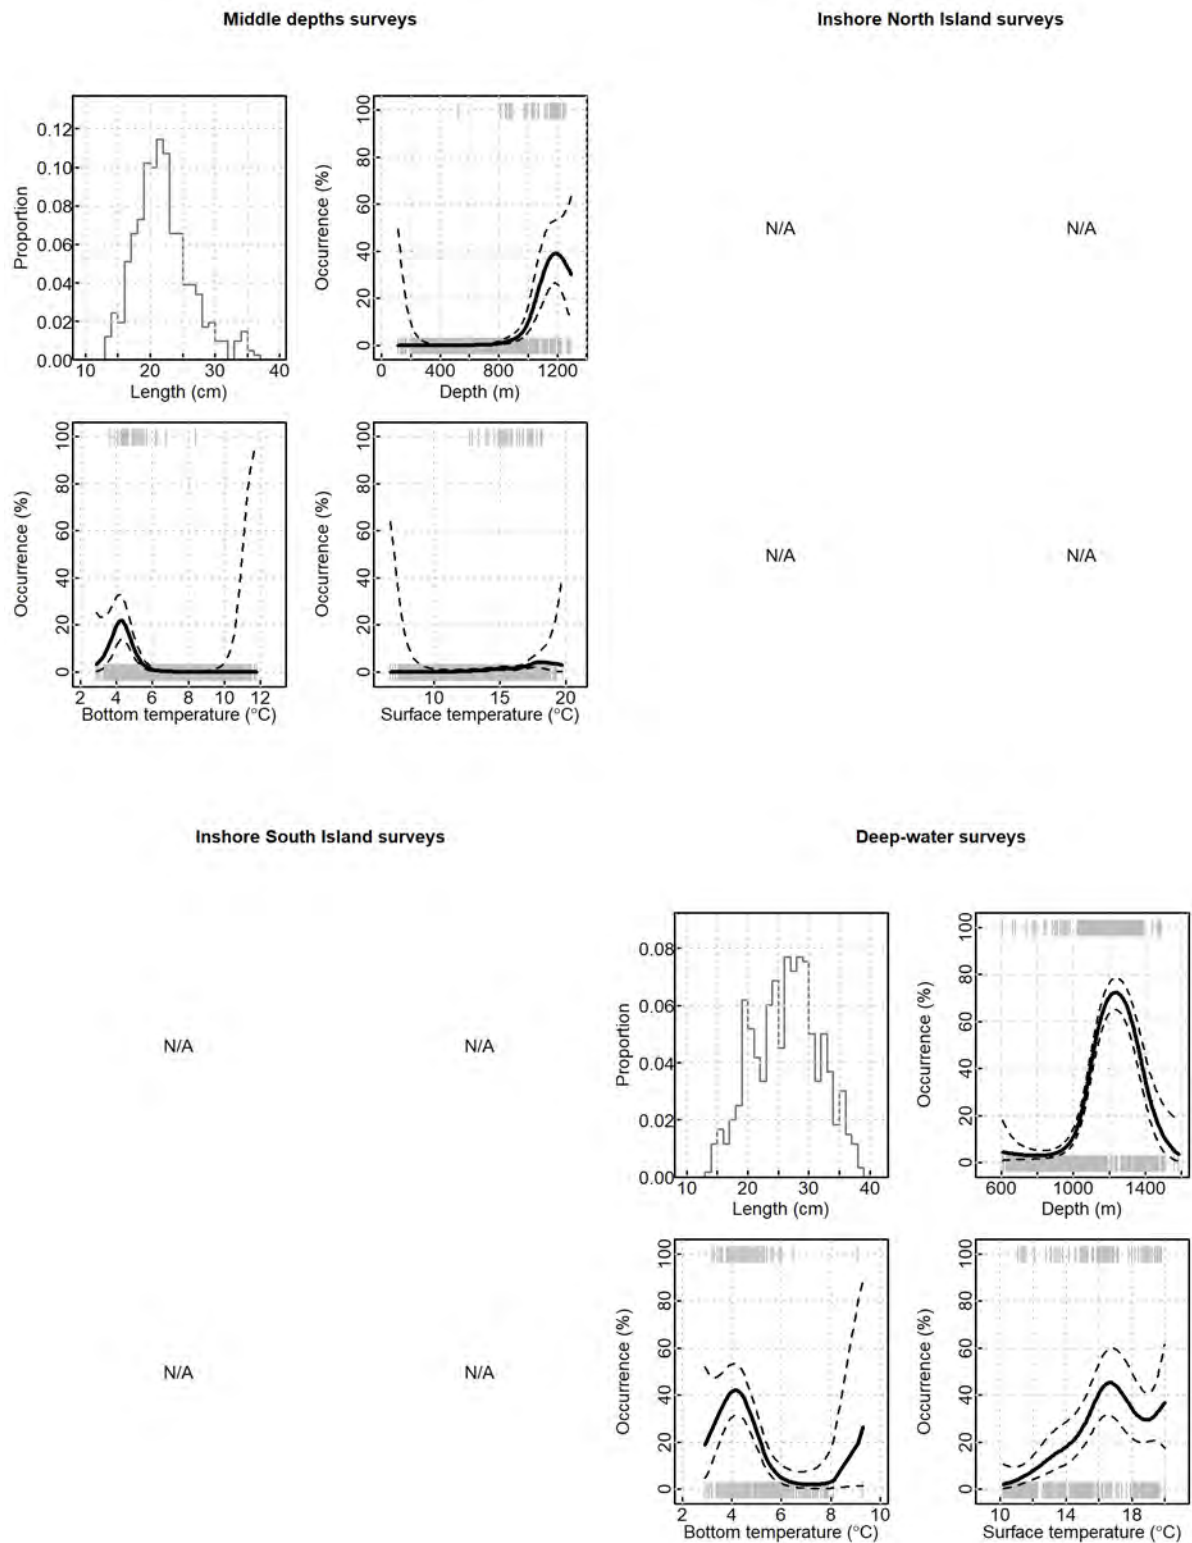 Middle depths surveys
Inshore North Island surveys
Proportion
0.00 0.02 0.04 0.06 0.08 0.10 0.12
10 20 30 40
Length (cm)
Occurrence (%)
0 20 40 60 80 100
0 400 800 1200
Depth (m)
N/A
N/A
Occurrence (%)
0 20 40 60 80 100
2 4 6 8 10 12
Bottom temperature (°C)
Occurrence (%)
0 20 40 60 80 100
10 15 20
Surface temperature (°C)
N/A
N/A
Inshore South Island surveys
Deep-water surveys
N/A
N/A
Proportion
0.00 0.02 0.04 0.06 0.08
10 20 30 40
Length (cm)
Occurrence (%)
0 20 40 60 80 100
600 1000 1400
Depth (m)
N/A
N/A
Occurrence (%)
0 20 40 60 80 100
2 4 6 8 10
Bottom temperature (°C)
Occurrence (%)
0 20 40 60 80 100
10 14 18
Surface temperature (°C)